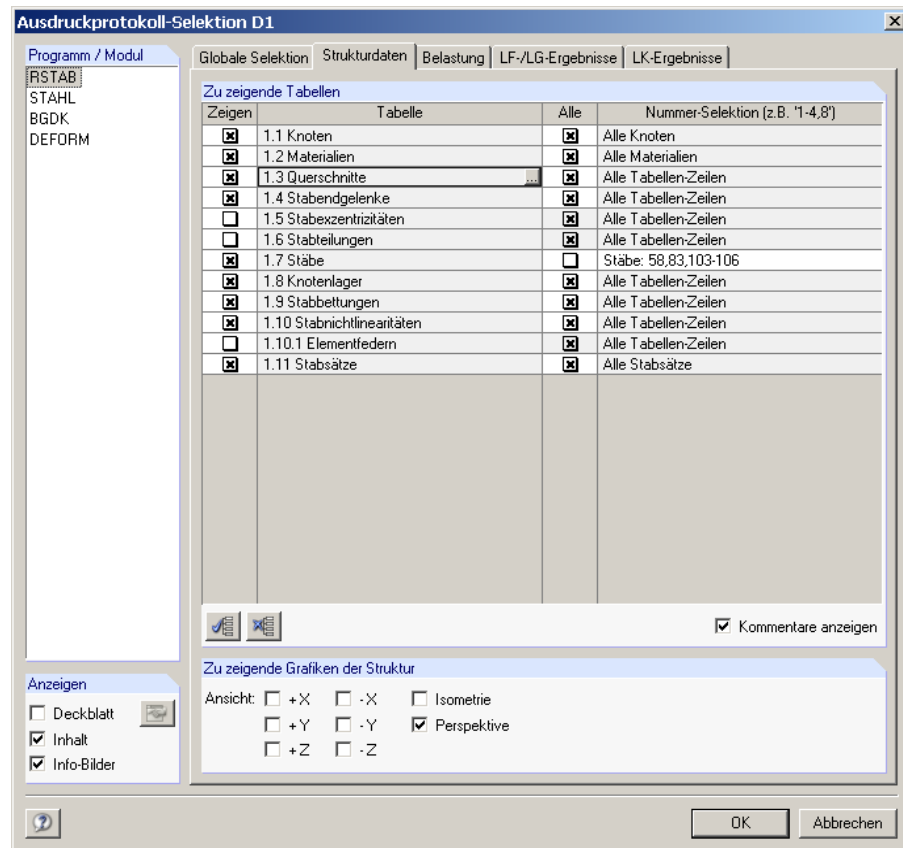 Ausdruckprotokoll-Selektion D1
Programm / Modul
RSTAB
STAHL
BGDK
DEFORM
Globale Selektion Strukturdaten Belastung LF-/LG-Ergebnisse LK-Ergebnisse
Zu zeigende Tabellen
Zeigen Tabelle Alle Nummer-Selektion (z.B. '1-4,8')
1.1 Knoten Alle Knoten
1.2 Materialien Alle Materialien
1.3 Querschnitte ... Alle Tabellen-Zeilen
1.4 Stabendgelenke Alle Tabellen-Zeilen
1.5 Stabexzentrizitäten Alle Tabellen-Zeilen
1.6 Stabteilungen Alle Tabellen-Zeilen
1.7 Stäbe Stäbe: 58,83,103-106
1.8 Knotenlager Alle Tabellen-Zeilen
1.9 Stabbettungen Alle Tabellen-Zeilen
1.10 Stabnichtlinearitäten Alle Tabellen-Zeilen
1.10.1 Elementfedern Alle Tabellen-Zeilen
1.11 Stabsätze Alle Stabsätze
Kommentare anzeigen
Zu zeigende Grafiken der Struktur
Ansicht: +X -X Isometrie
+Y -Y Perspektive
+Z -Z
Anzeigen
Deckblatt
Inhalt
Info-Bilder
OK Abbrechen